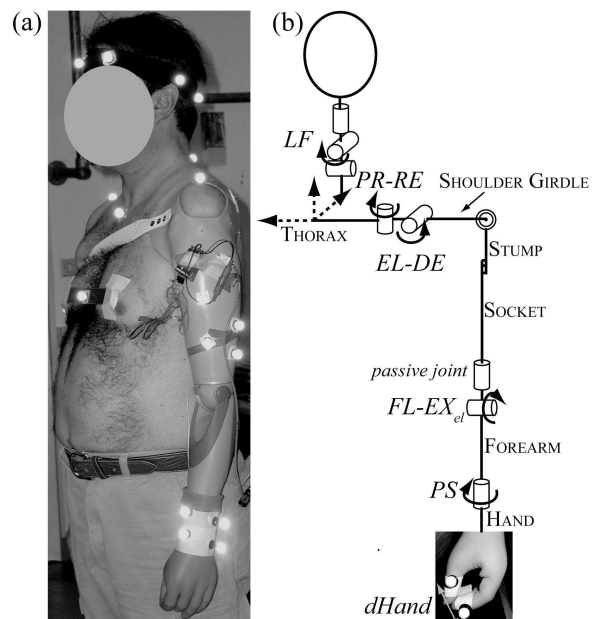 (a)
(b)
LF
PR-RE
SHOULDER GIRDLE
THORAX
EL-DE
STUMP
SOCKET
passive joint
FL-EXel
FOREARM
PS
HAND
dHand